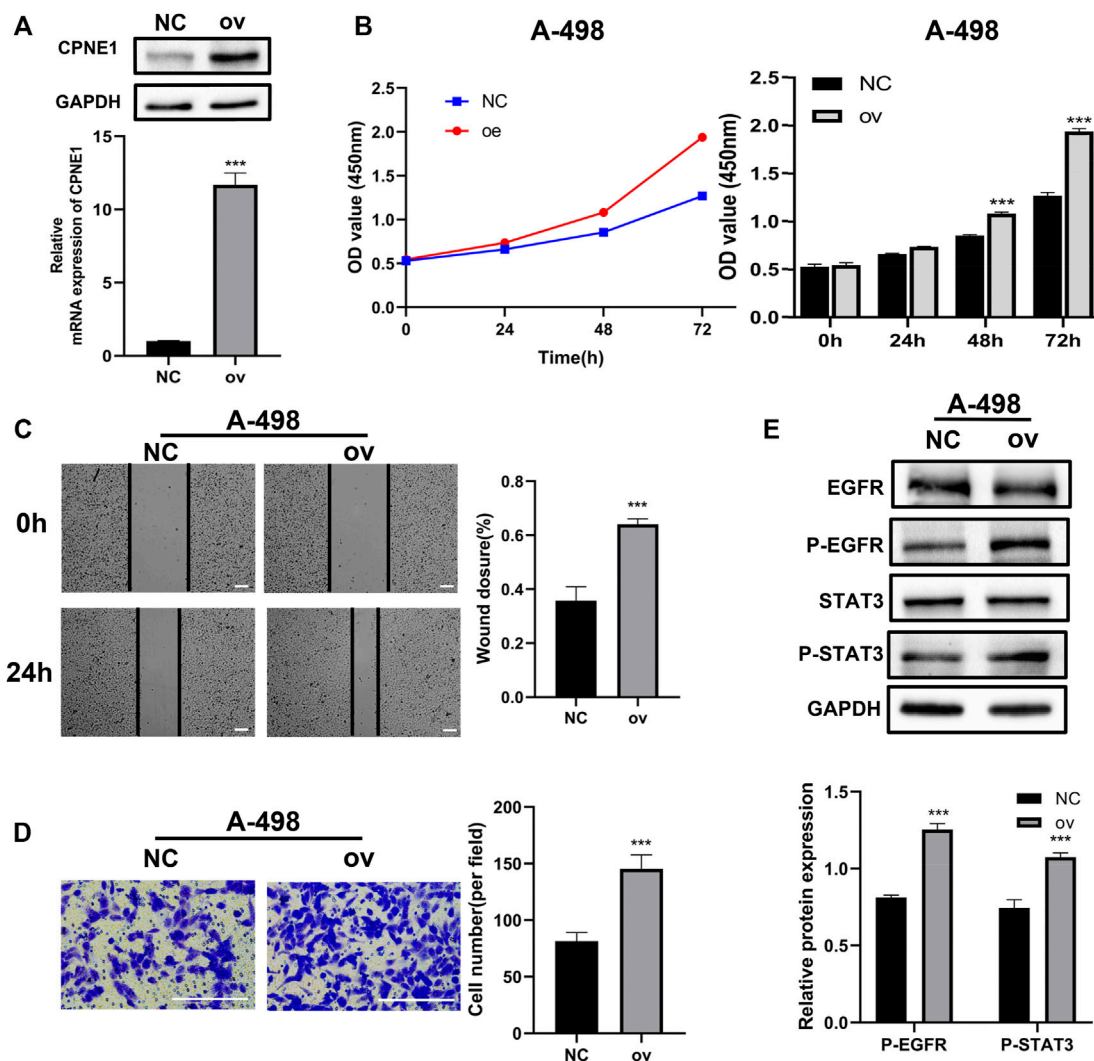 A
NC ov
CPNE1
GAPDH
Relative
mRNA expression of CPNE1
15
10
5
0
***
NC ov
B
A-498
OD value (450nm)
2.5
2.0
1.5
1.0
0.5
0.0
NC
oe
0 24 48 72
Time(h)
A-498
OD value (450nm)
2.5
2.0
1.5
1.0
0.5
0.0
NC
ov
***
***
0h 24h 48h 72h
C
A-498
NC ov
0h
24h
Wound dosure(%)
0.8
0.6
0.4
0.2
0.0
***
NC ov
D
A-498
NC ov
Cell number(per field)
200
150
100
50
0
***
NC ov
E
A-498
NC ov
EGFR
P-EGFR
STAT3
P-STAT3
GAPDH
Relative protein expression
1.5
1.0
0.5
0.0
NC
ov
***
***
P-EGFR P-STAT3